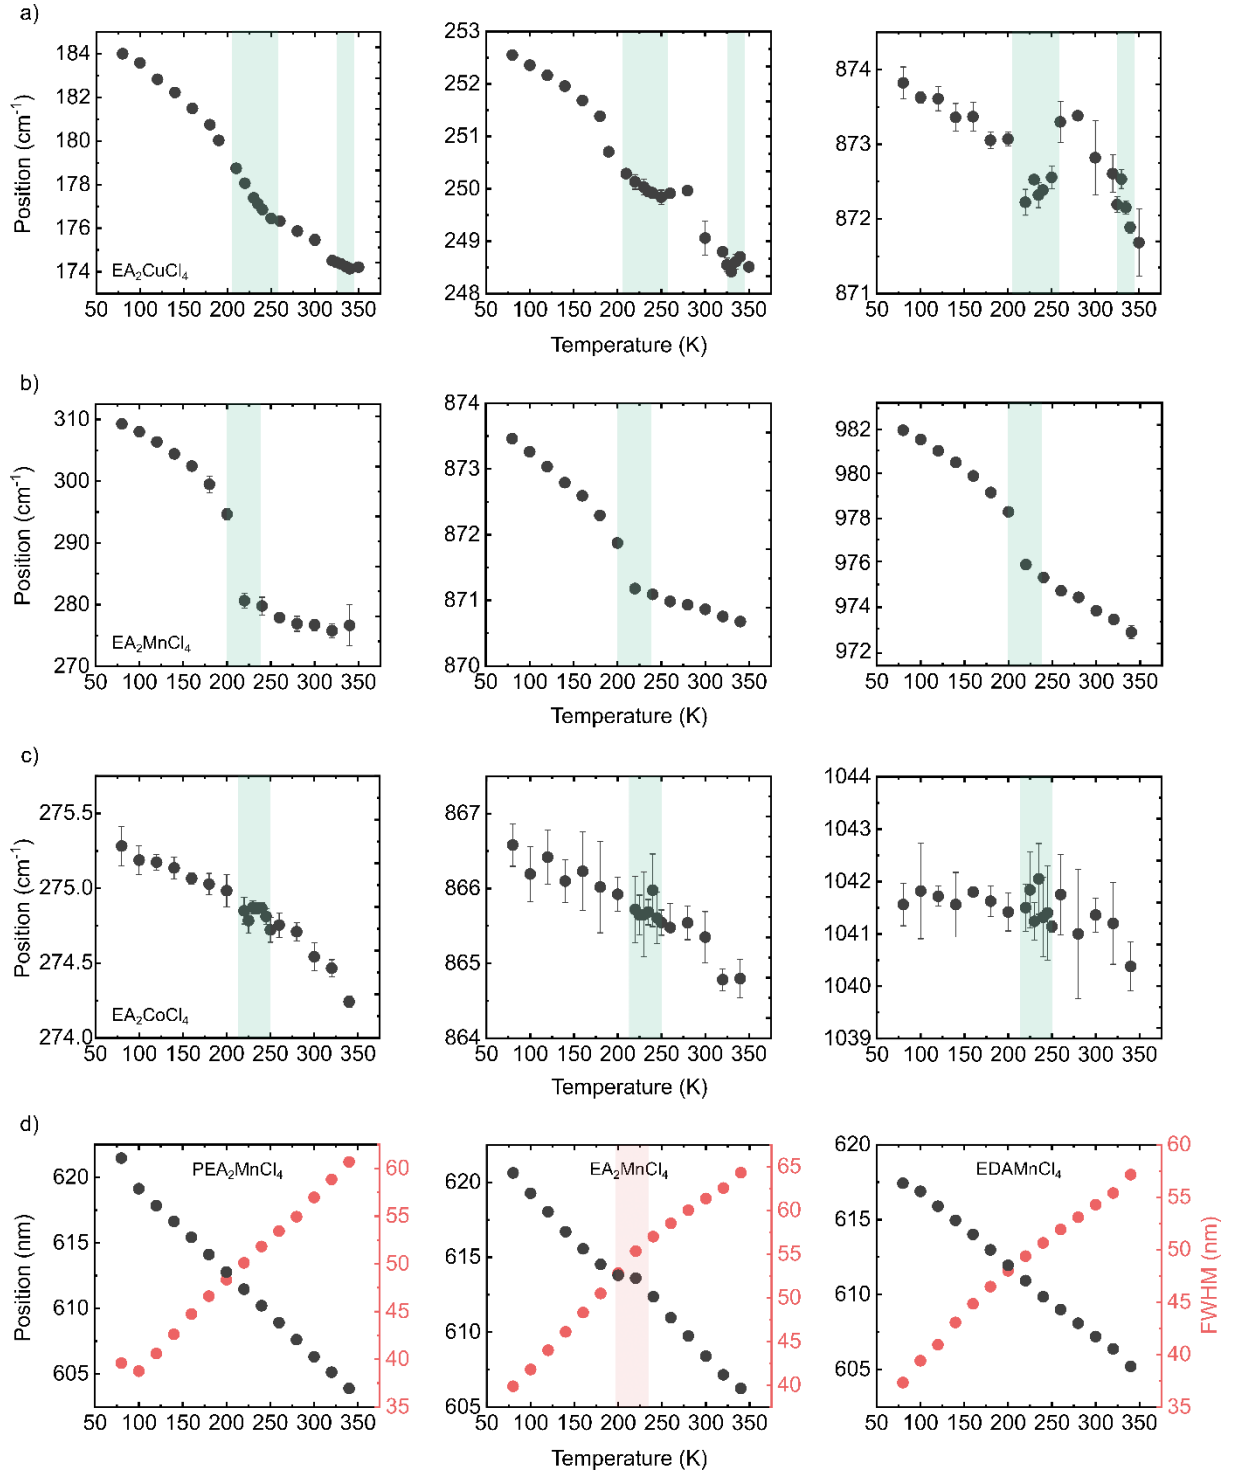 a)
184
182
180
178
176
174
Position (cm⁻¹)
EA₂CuCl₄
50 100 150 200 250 300 350
253
252
251
250
249
248
50 100 150 200 250 300 350
874
873
872
871
50 100 150 200 250 300 350
Temperature (K)
b)
310
300
290
280
270
Position (cm⁻¹)
EA₂MnCl₄
50 100 150 200 250 300 350
874
873
872
871
870
50 100 150 200 250 300 350
982
980
978
976
974
972
50 100 150 200 250 300 350
Temperature (K)
c)
275.5
275.0
274.5
274.0
Position (cm⁻¹)
EA₂CoCl₄
50 100 150 200 250 300 350
867
866
865
864
50 100 150 200 250 300 350
1044
1043
1042
1041
1040
1039
50 100 150 200 250 300 350
Temperature (K)
d)
PEA₂MnCl₄
620
615
610
605
Position (nm)
60
55
50
45
40
35
50 100 150 200 250 300 350
EA₂MnCl₄
620
615
610
605
65
60
55
50
45
40
50 100 150 200 250 300 350
EDAMnCl₄
620
615
610
605
60
55
50
45
40
35
FWHM (nm)
50 100 150 200 250 300 350
Temperature (K)